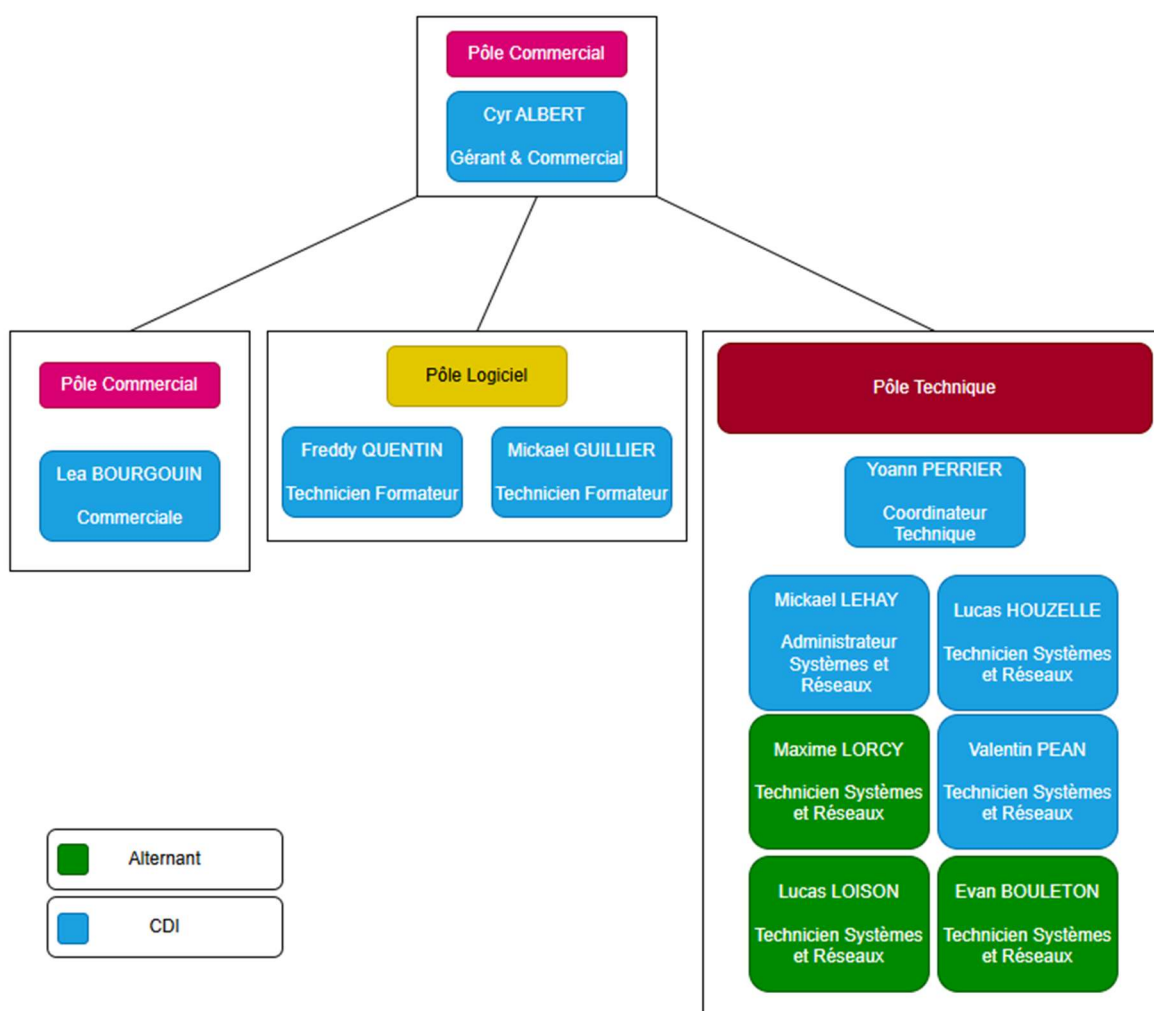 Pôle Commercial
Cyr ALBERT
Gérant & Commercial
Pôle Commercial
Lea BOURGOUIN
Commerciale
Pôle Logiciel
Freddy QUENTIN
Technicien Formateur
Mickael GUILLIER
Technicien Formateur
Pôle Technique
Yoann PERRIER
Coordinateur
Technique
Mickael LEHAY
Administrateur
Systèmes et
Réseaux
Lucas HOUZELLE
Technicien Systèmes
et Réseaux
Maxime LORCY
Technicien Systèmes
et Réseaux
Valentin PEAN
Technicien Systèmes
et Réseaux
Lucas LOISON
Technicien Systèmes
et Réseaux
Evan BOULETON
Technicien Systèmes
et Réseaux
Alternant
CDI